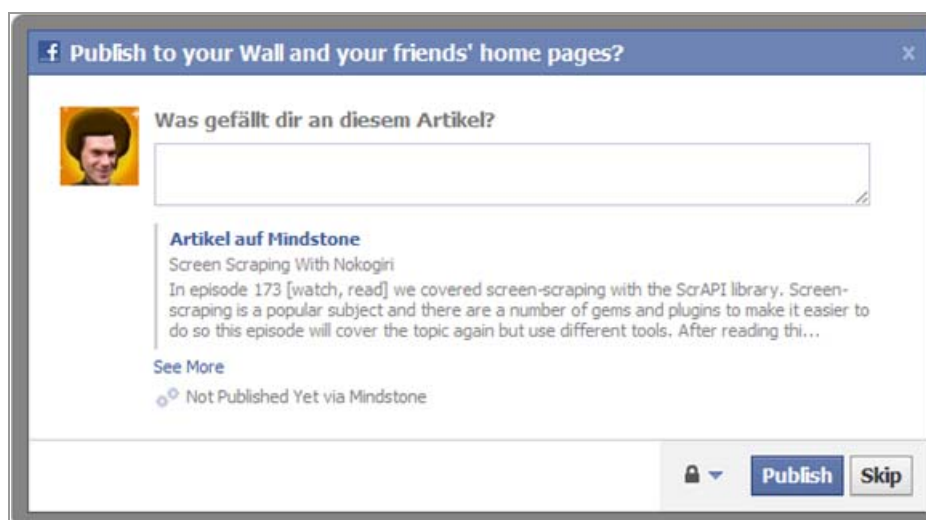 f Publish to your Wall and your friends' home pages? x
Was gefällt dir an diesem Artikel?
Artikel auf Mindstone
Screen Scraping With Nokogiri
In episode 173 [watch, read] we covered screen-scraping with the ScrAPI library. Screen-
scraping is a popular subject and there are a number of gems and plugins to make it easier to
do so this episode will cover the topic again but use different tools. After reading thi...
See More
Not Published Yet via Mindstone
Publish Skip